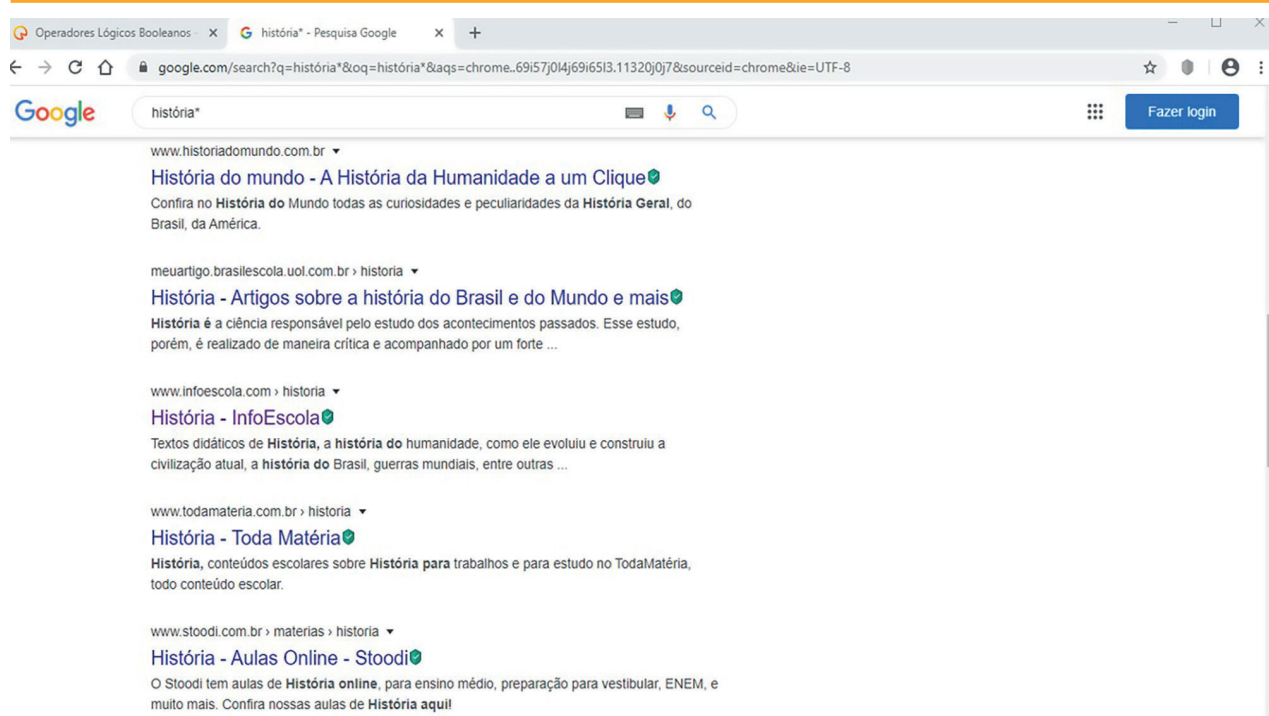 Operadores Lógicos Booleanos -
história* - Pesquisa Google
google.com/search?q=história*&oq=história*&aqs=chrome..69i57j0l4j69i65l3.11320j0j7&sourceid=chrome&ie=UTF-8
Google
história*
Fazer login
www.historiadomundo.com.br
História do mundo - A História da Humanidade a um Clique
Confira no História do Mundo todas as curiosidades e peculiaridades da História Geral, do
Brasil, da América.
meuartigo.brasilescola.uol.com.br › historia
História - Artigos sobre a história do Brasil e do Mundo e mais
História é a ciência responsável pelo estudo dos acontecimentos passados. Esse estudo,
porém, é realizado de maneira crítica e acompanhado por um forte ...
www.infoescola.com › historia
História - InfoEscola
Textos didáticos de História, a história do humanidade, como ele evoluiu e construiu a
civilização atual, a história do Brasil, guerras mundiais, entre outras ...
www.todamateria.com.br › historia
História - Toda Matéria
História, conteúdos escolares sobre História para trabalhos e para estudo no TodaMatéria,
todo conteúdo escolar.
www.stoodi.com.br › materias › historia
História - Aulas Online - Stoodi
O Stoodi tem aulas de História online, para ensino médio, preparação para vestibular, ENEM, e
muito mais. Confira nossas aulas de História aqui!